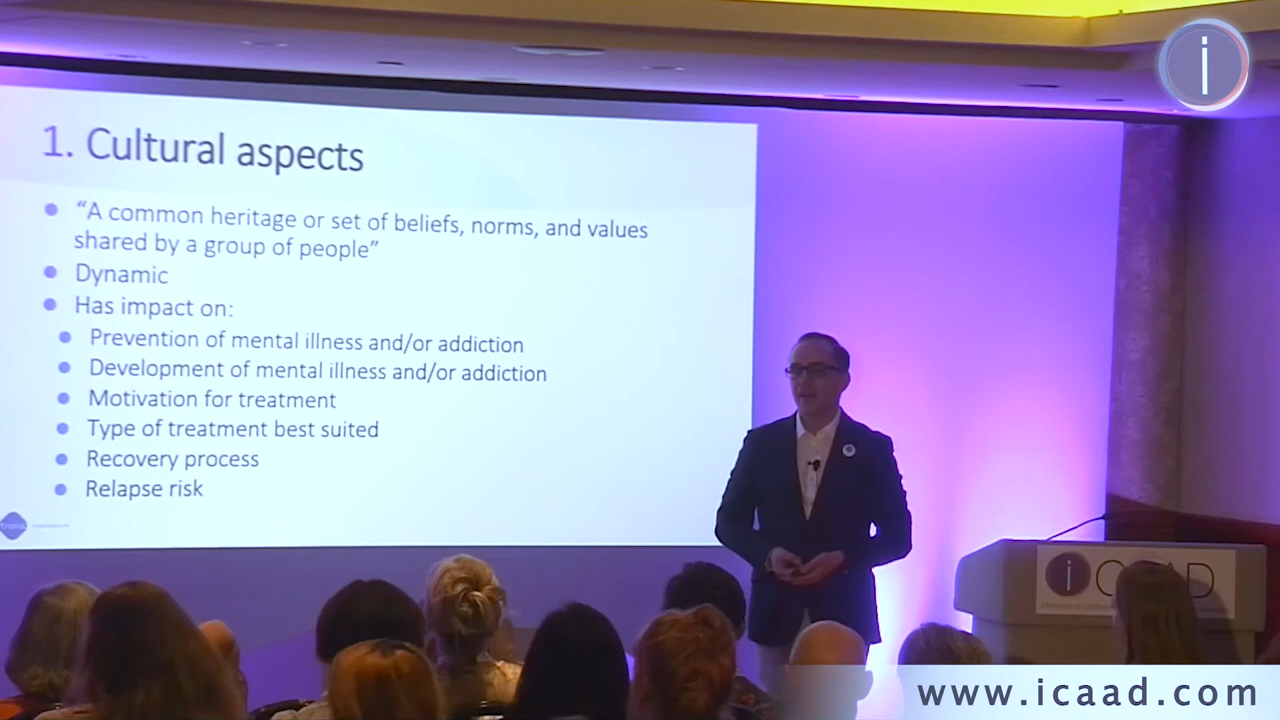 1. Cultural aspects
“A common heritage or set of beliefs, norms, and values
shared by a group of people”
Dynamic
Has impact on:
Prevention of mental illness and/or addiction
Development of mental illness and/or addiction
Motivation for treatment
Type of treatment best suited
Recovery process
Relapse risk
i
www.icaad.com